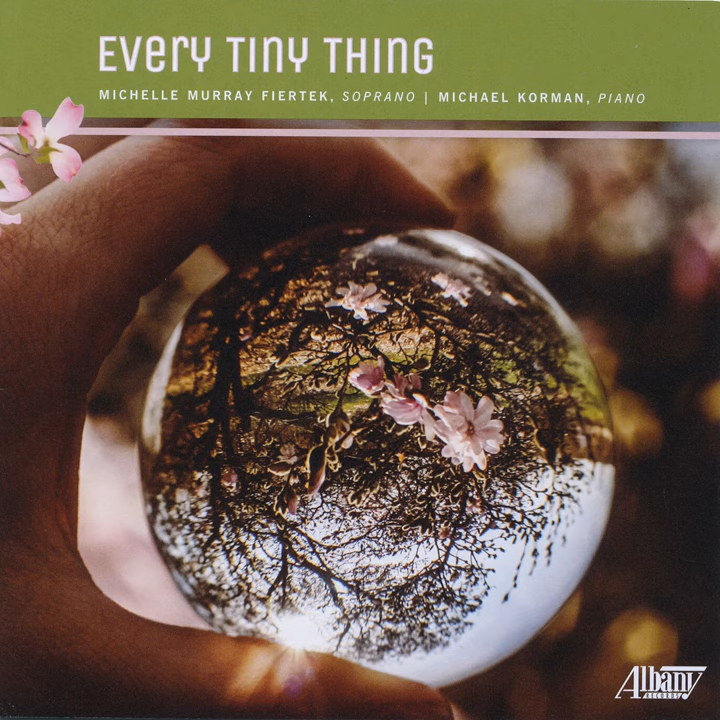 Every Tiny Thing
MICHELLE MURRAY FIERTEK, SOPRANO | MICHAEL KORMAN, PIANO
Albany
RECORDS